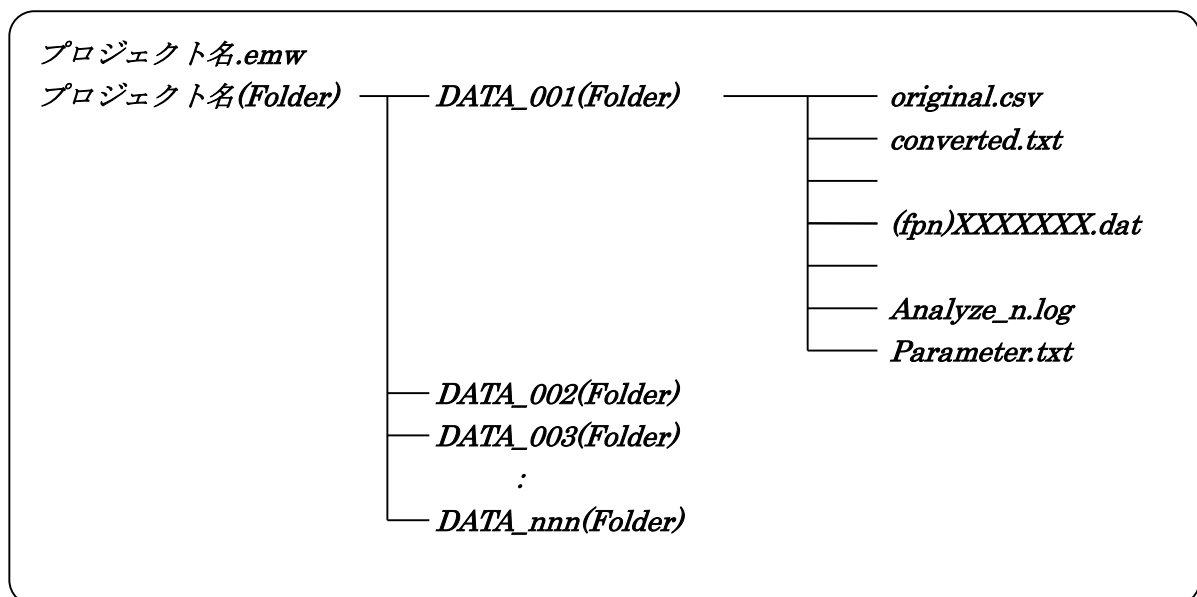 プロジェクト名.emw
プロジェクト名(Folder) DATA_001(Folder) original.csv
converted.txt
(fpn)XXXXXXX.dat
Analyze_n.log
Parameter.txt
DATA_002(Folder)
DATA_003(Folder)
:
DATA_nnn(Folder)